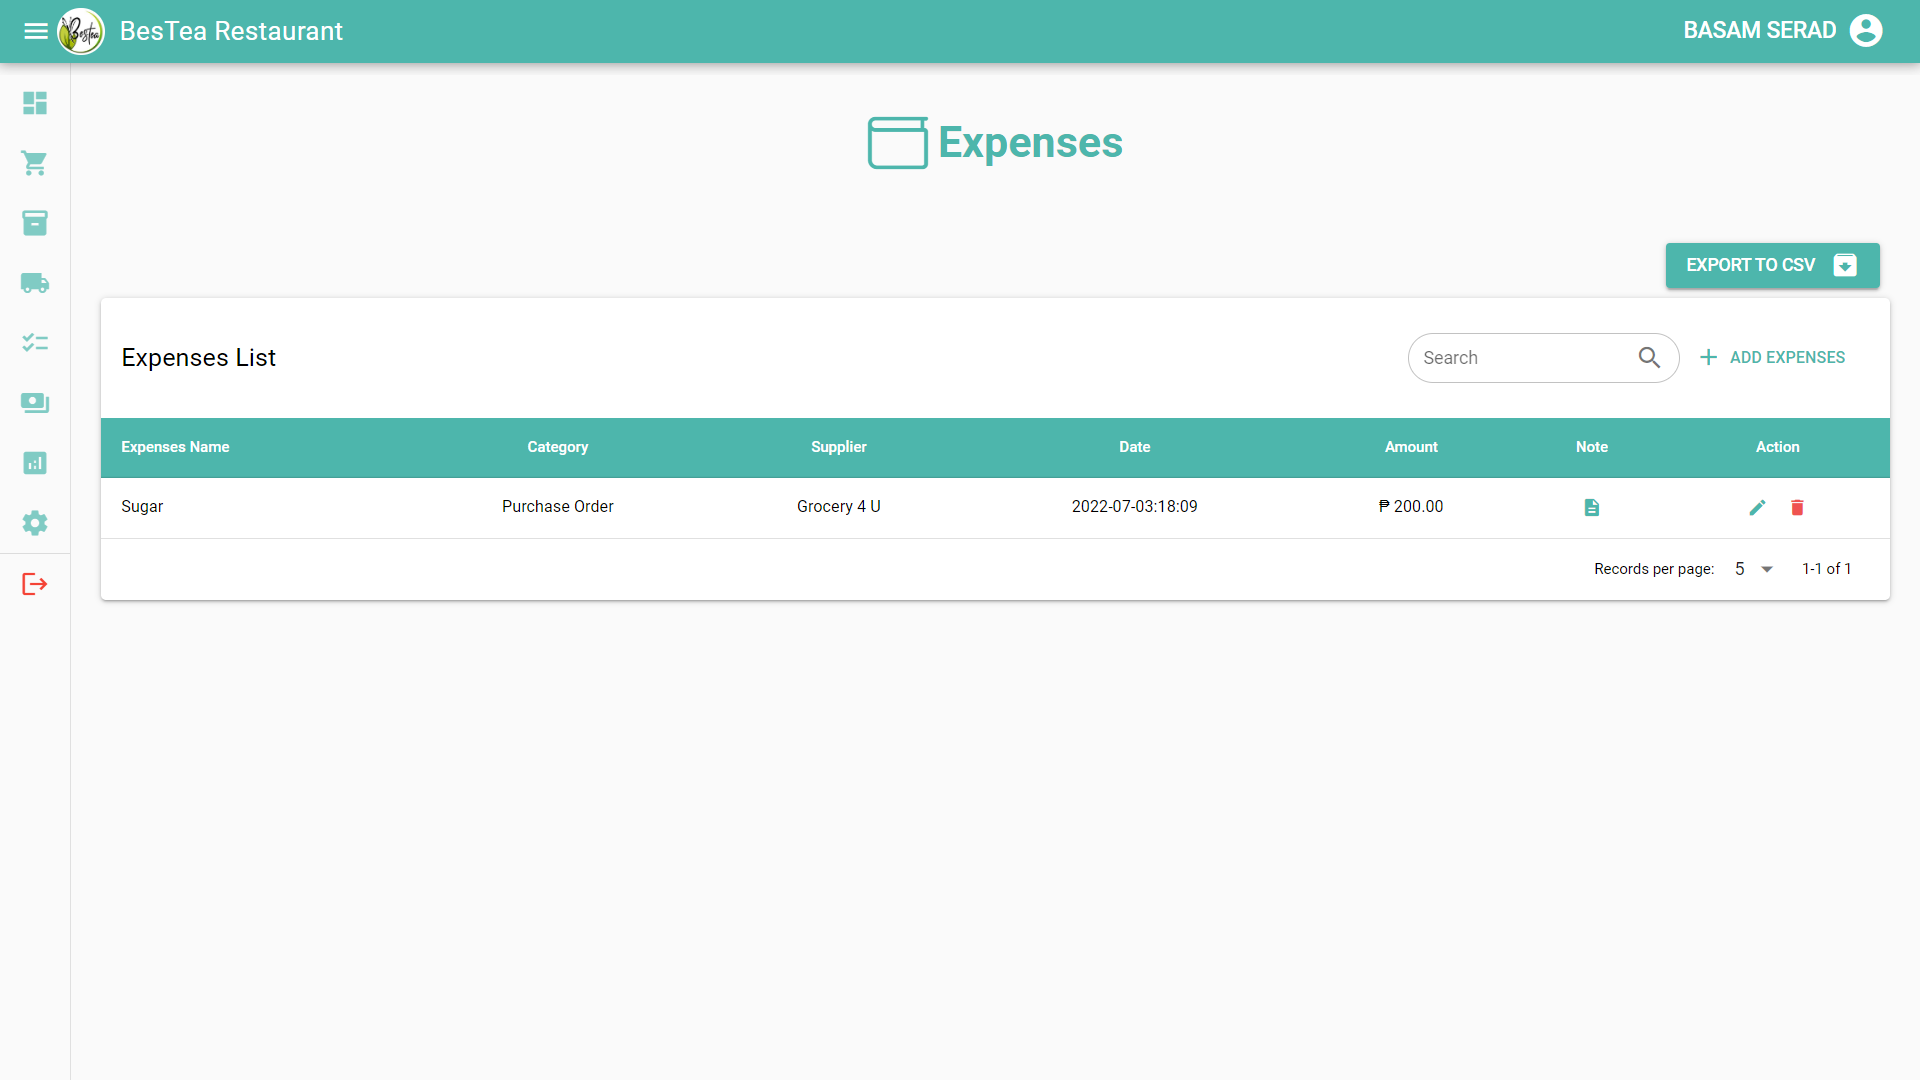 Bestea
BesTea Restaurant
BASAM SERAD
Expenses
EXPORT TO CSV
Expenses List
Search
ADD EXPENSES
Expenses Name Category Supplier Date Amount Note Action
Sugar Purchase Order Grocery 4 U 2022-07-03:18:09 ₱ 200.00
Records per page: 5 1-1 of 1